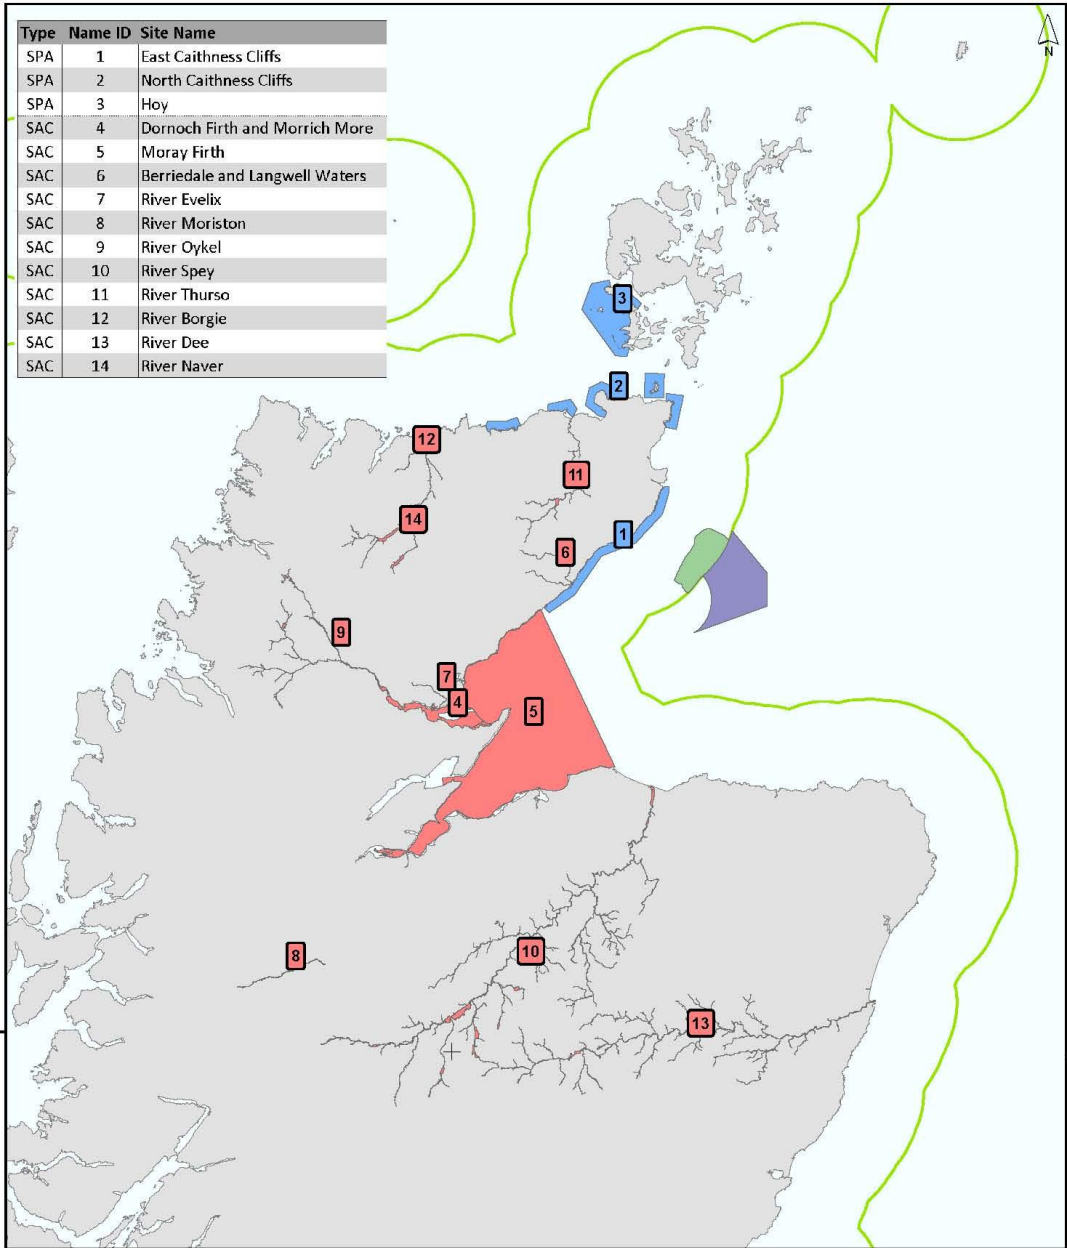 Type Name ID Site Name
SPA 1 East Caithness Cliffs
SPA 2 North Caithness Cliffs
SPA 3 Hoy
SAC 4 Dornoch Firth and Morrich More
SAC 5 Moray Firth
SAC 6 Berriedale and Langwell Waters
SAC 7 River Evelix
SAC 8 River Moriston
SAC 9 River Oykel
SAC 10 River Spey
SAC 11 River Thurso
SAC 12 River Borgie
SAC 13 River Dee
SAC 14 River Naver
N
3
2
12
11
14
1
6
9
7
4
5
10
8
13